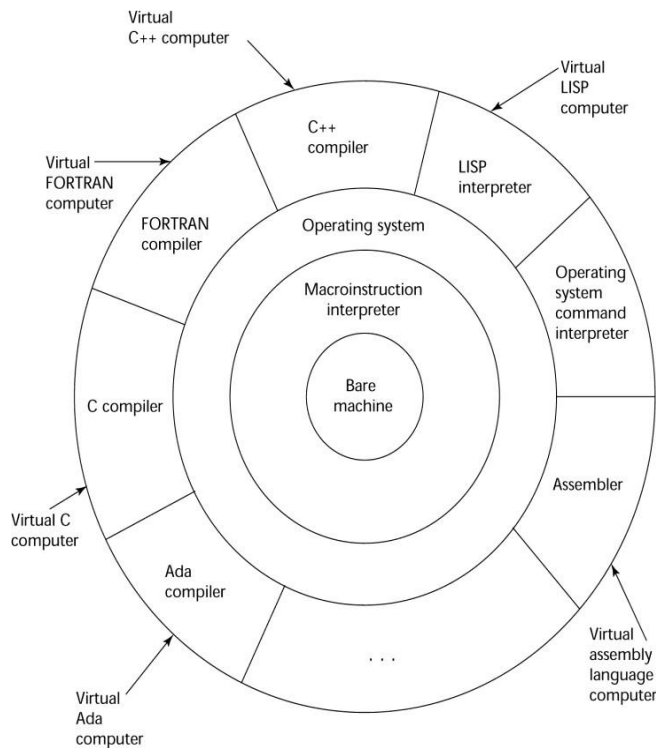 Virtual
C++ computer
Virtual
LISP
computer
C++
compiler
Virtual
FORTRAN
computer
LISP
interpreter
FORTRAN
compiler
Operating system
Operating
system
command
interpreter
Macroinstruction
interpreter
Bare
machine
C compiler
Assembler
Virtual C
computer
Ada
compiler
. . .
Virtual
assembly
language
computer
Virtual
Ada
computer